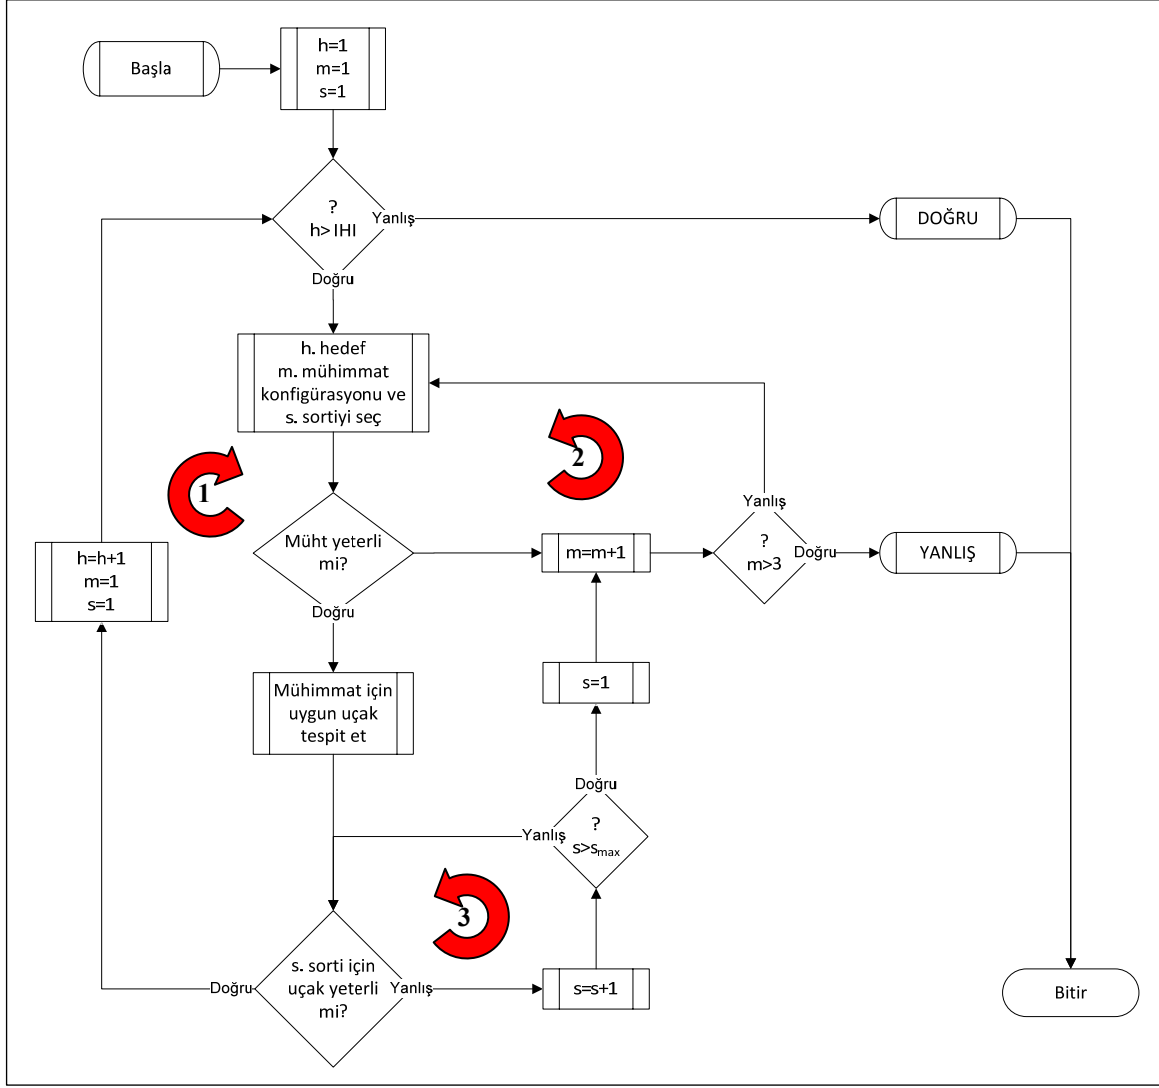 Başla
h=1
m=1
s=1
?
h> IHI
Yanlış
Doğru
DOĞRU
h. hedef
m. mühimmat
konfigürasyonu ve
s. sortiyi seç
1
2
Müht yeterli
mi?
Doğru
m=m+1
Yanlış
?
m>3
Doğru
YANLIŞ
h=h+1
m=1
s=1
Mühimmat için
uygun uçak
tespit et
s=1
Doğru
?
s>smax
Yanlış
3
s. sorti için
uçak yeterli
mi?
Doğru
Yanlış
s=s+1
Bitir